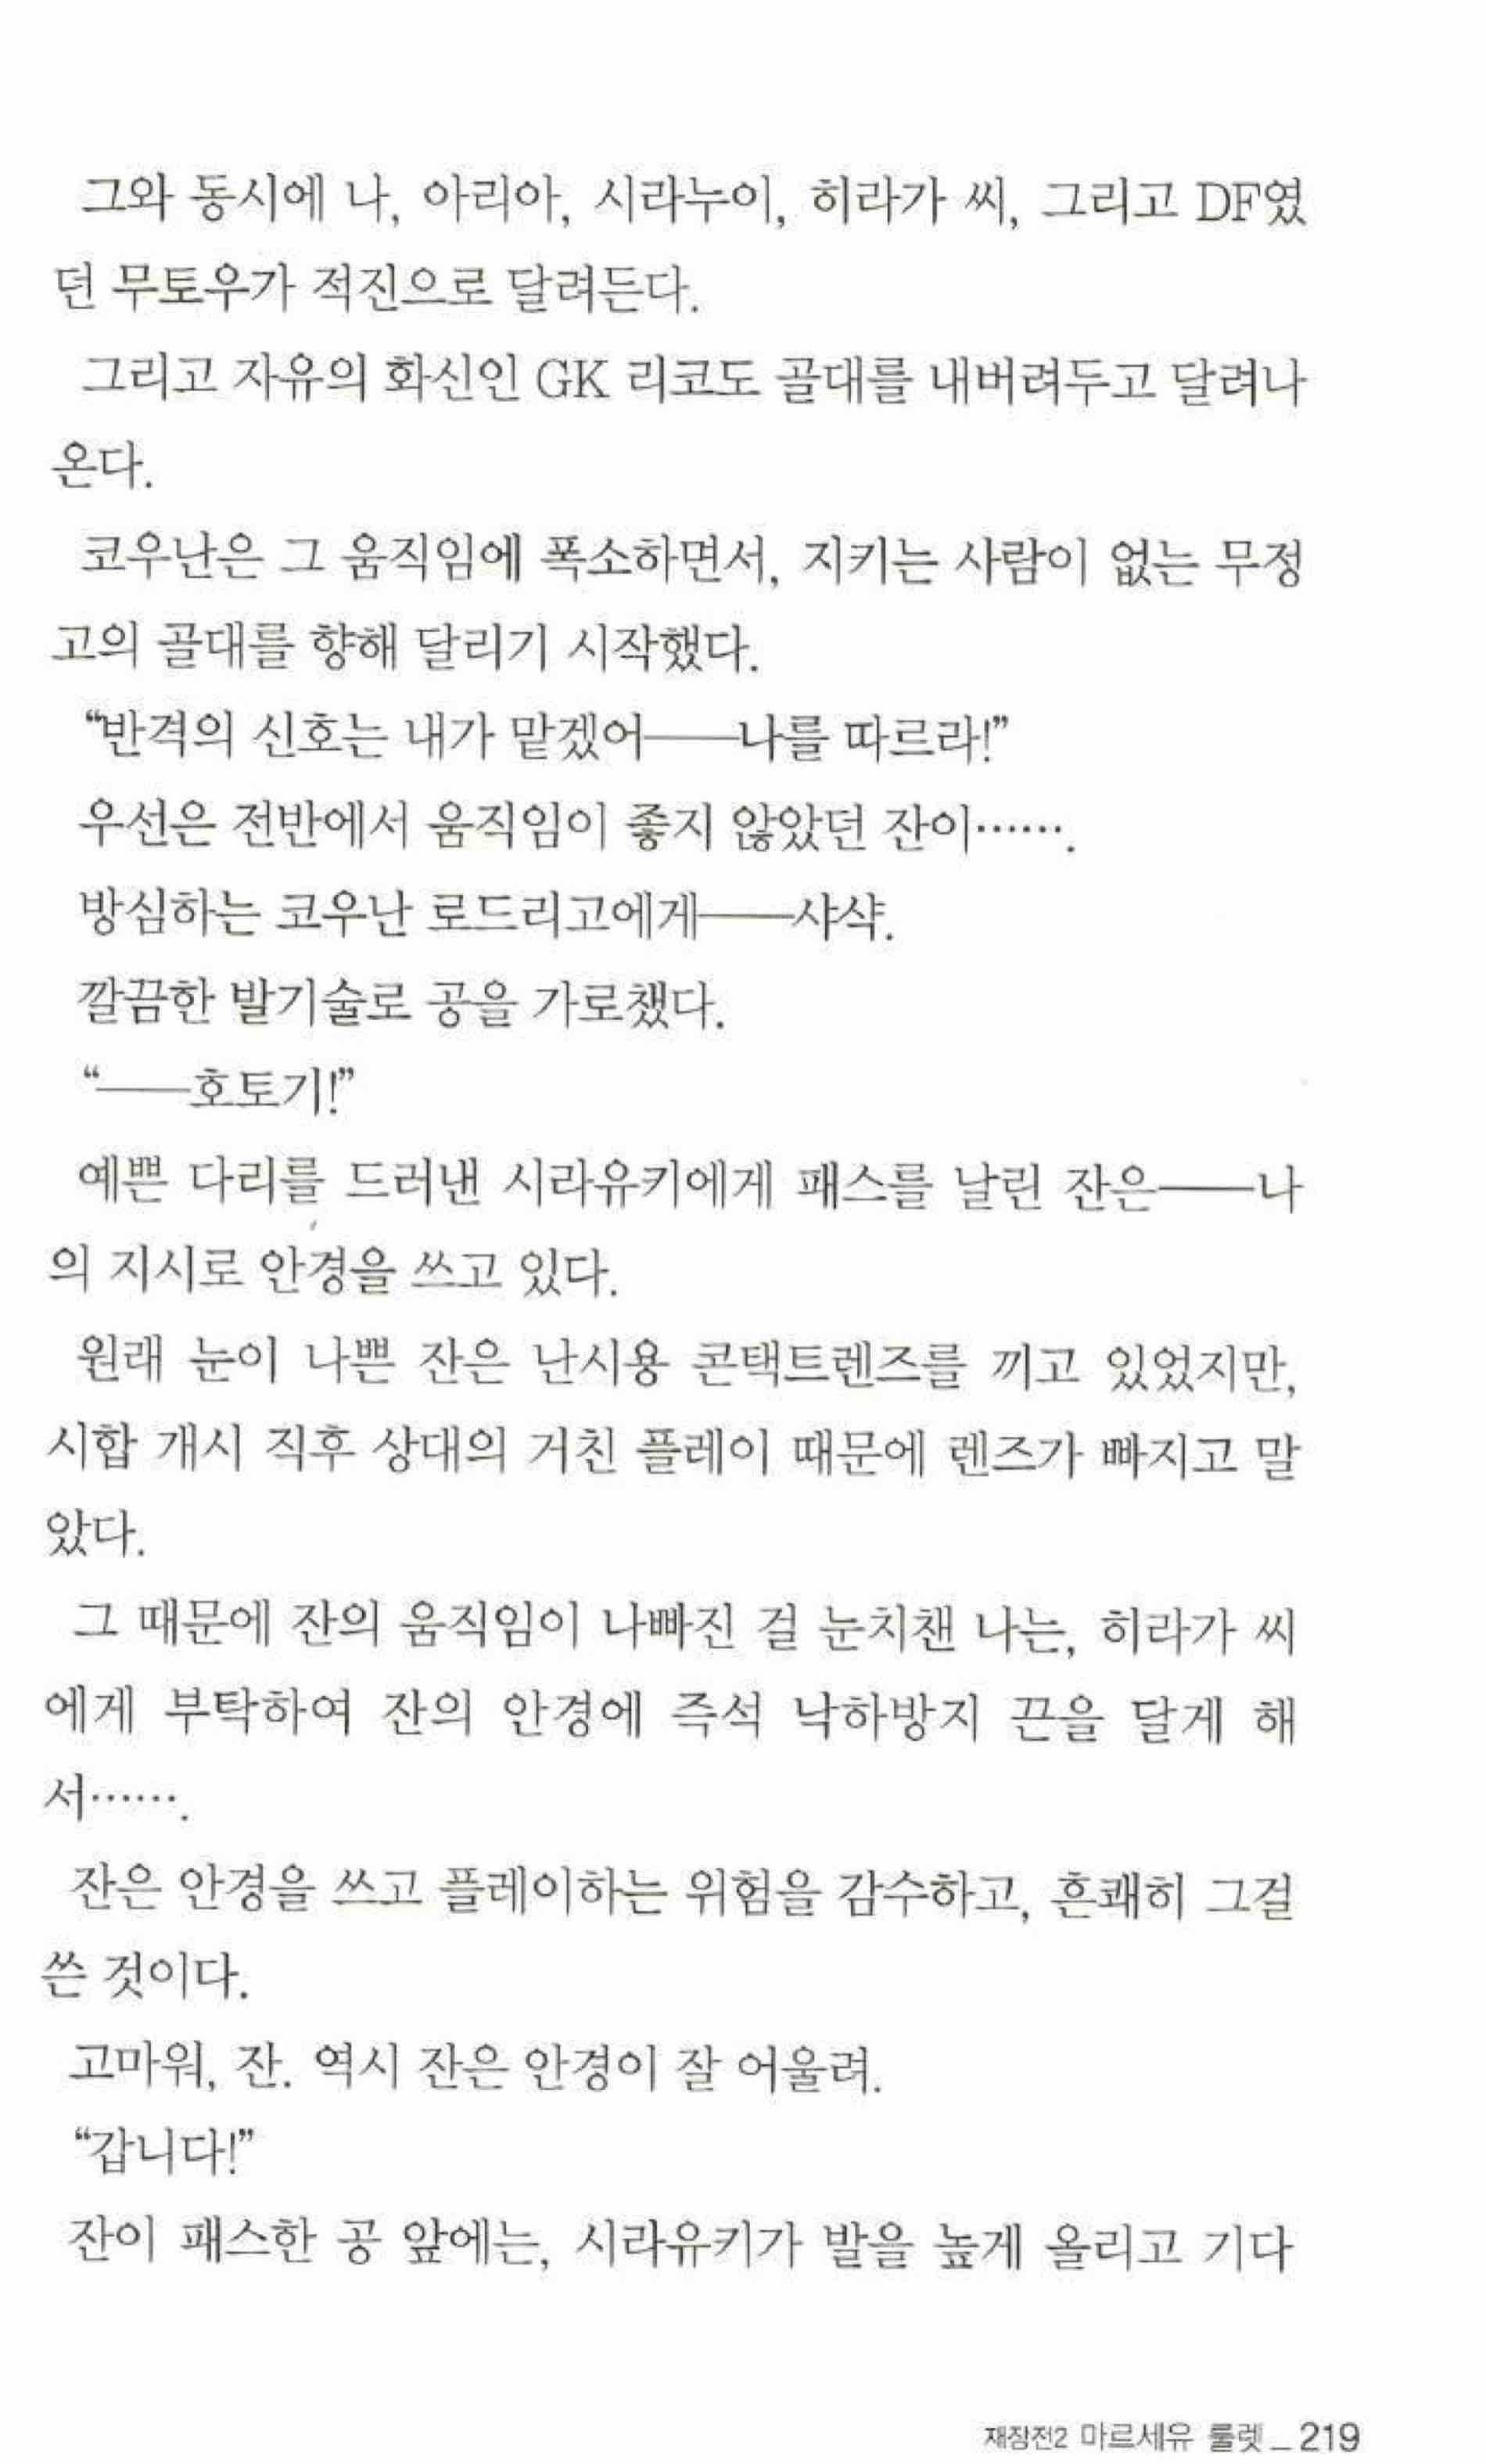 그와 동시에 나, 아리아, 시라누이, 히라가 씨, 그리고 DF였
던 무토우가 적진으로 달려든다.
그리고 자유의 화신인 GK 리코도 골대를 내버려두고 달려나
온다.
코우난은 그 움직임에 폭소하면서, 지키는 사람이 없는 무정
고의 골대를 향해 달리기 시작했다.
“반격의 신호는 내가 맡겠어──나를 따르라!”
우선은 전반에서 움직임이 좋지 않았던 잔이…….
방심하는 코우난 로드리고에게──샤샥.
깔끔한 발기술로 공을 가로챘다.
“──호토기!”
예쁜 다리를 드러낸 시라유키에게 패스를 날린 잔은──나
의 지시로 안경을 쓰고 있다.
원래 눈이 나쁜 잔은 난시용 콘택트렌즈를 끼고 있었지만,
시합 개시 직후 상대의 거친 플레이 때문에 렌즈가 빠지고 말
았다.
그 때문에 잔의 움직임이 나빠진 걸 눈치챈 나는, 히라가 씨
에게 부탁하여 잔의 안경에 즉석 낙하방지 끈을 달게 해
서…….
잔은 안경을 쓰고 플레이하는 위험을 감수하고, 흔쾌히 그걸
쓴 것이다.
고마워, 잔. 역시 잔은 안경이 잘 어울려.
“갑니다!”
잔이 패스한 공 앞에는, 시라유키가 발을 높게 올리고 기다
재장전2 마르세유 룰렛 _ 219